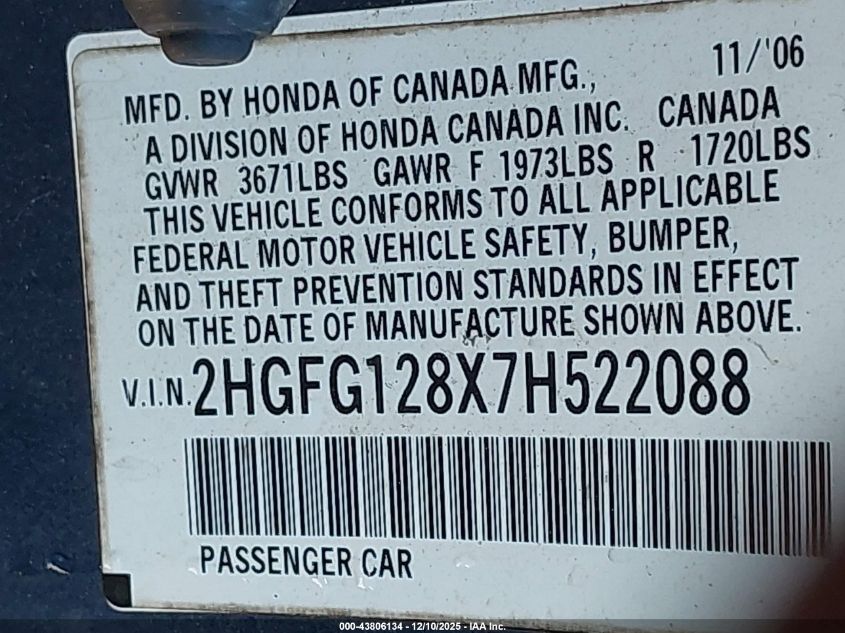 11/'06
MFD. BY HONDA OF CANADA MFG.,
A DIVISION OF HONDA CANADA INC. CANADA
GVWR 3671LBS GAWR F 1973LBS R 1720LBS
THIS VEHICLE CONFORMS TO ALL APPLICABLE
FEDERAL MOTOR VEHICLE SAFETY, BUMPER,
AND THEFT PREVENTION STANDARDS IN EFFECT
ON THE DATE OF MANUFACTURE SHOWN ABOVE.
V.I.N. 2HGFG128X7H522088
PASSENGER CAR
000-43806134 - 12/10/2025 - IAA Inc.